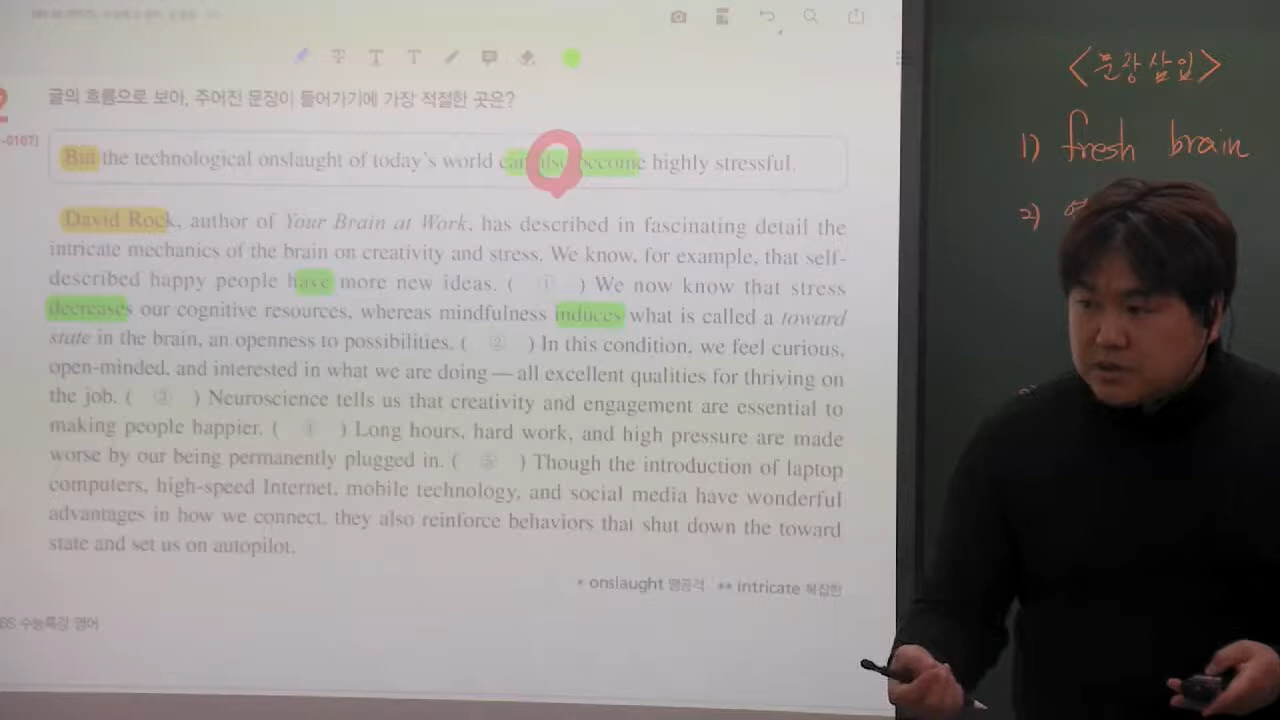 2
글의 흐름으로 보아, 주어진 문장이 들어가기에 가장 적절한 곳은?
-0107]
But the technological onslaught of today's world can also become highly stressful.
David Rock, author of Your Brain at Work, has described in fascinating detail the
intricate mechanics of the brain on creativity and stress. We know, for example, that self-
described happy people have more new ideas. ( ① ) We now know that stress
decreases our cognitive resources, whereas mindfulness induces what is called a toward
state in the brain, an openness to possibilities. ( ② ) In this condition, we feel curious,
open-minded, and interested in what we are doing — all excellent qualities for thriving on
the job. ( ③ ) Neuroscience tells us that creativity and engagement are essential to
making people happier. ( ④ ) Long hours, hard work, and high pressure are made
worse by our being permanently plugged in. ( ⑤ ) Though the introduction of laptop
computers, high-speed Internet, mobile technology, and social media have wonderful
advantages in how we connect, they also reinforce behaviors that shut down the toward
state and set us on autopilot.
* onslaught 맹공격 ** intricate 복잡한
BS 수능특강 영어
<문장삽입>
1) fresh brain
2)